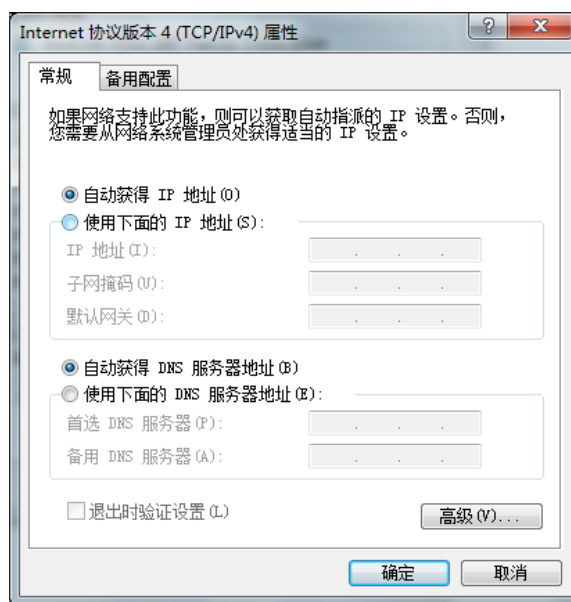 Internet 协议版本 4 (TCP/IPv4) 属性
常规
备用配置
如果网络支持此功能，则可以获取自动指派的 IP 设置。否则，
您需要从网络系统管理员处获得适当的 IP 设置。
自动获得 IP 地址(O)
使用下面的 IP 地址(S):
IP 地址(I):
子网掩码(U):
默认网关(D):
自动获得 DNS 服务器地址(B)
使用下面的 DNS 服务器地址(E):
首选 DNS 服务器(P):
备用 DNS 服务器(A):
退出时验证设置(L)
高级(V)...
确定
取消